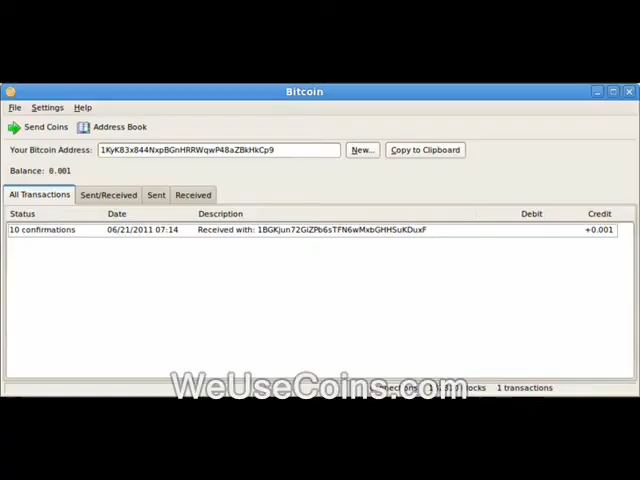 Bitcoin
File Settings Help
Send Coins Address Book
Your Bitcoin Address: 1KyK83x844NxpBGnHRRWqwP48aZBkHkCp9 New... Copy to Clipboard
Balance: 0.001
All Transactions Sent/Received Sent Received
Status Date Description Debit Credit
10 confirmations 06/21/2011 07:14 Received with: 1BGKjun72GiZPb6sTFN6wMxbGHHSuKDuxF +0.001
WeUseCoins.com
1 transactions